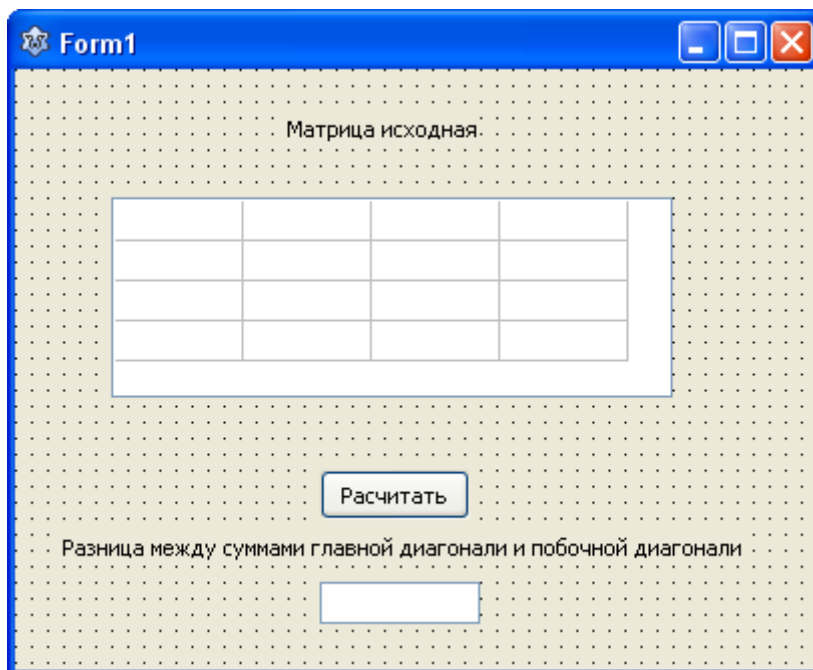 Form1
Матрица исходная
Расчитать
Разница между суммами главной диагонали и побочной диагонали